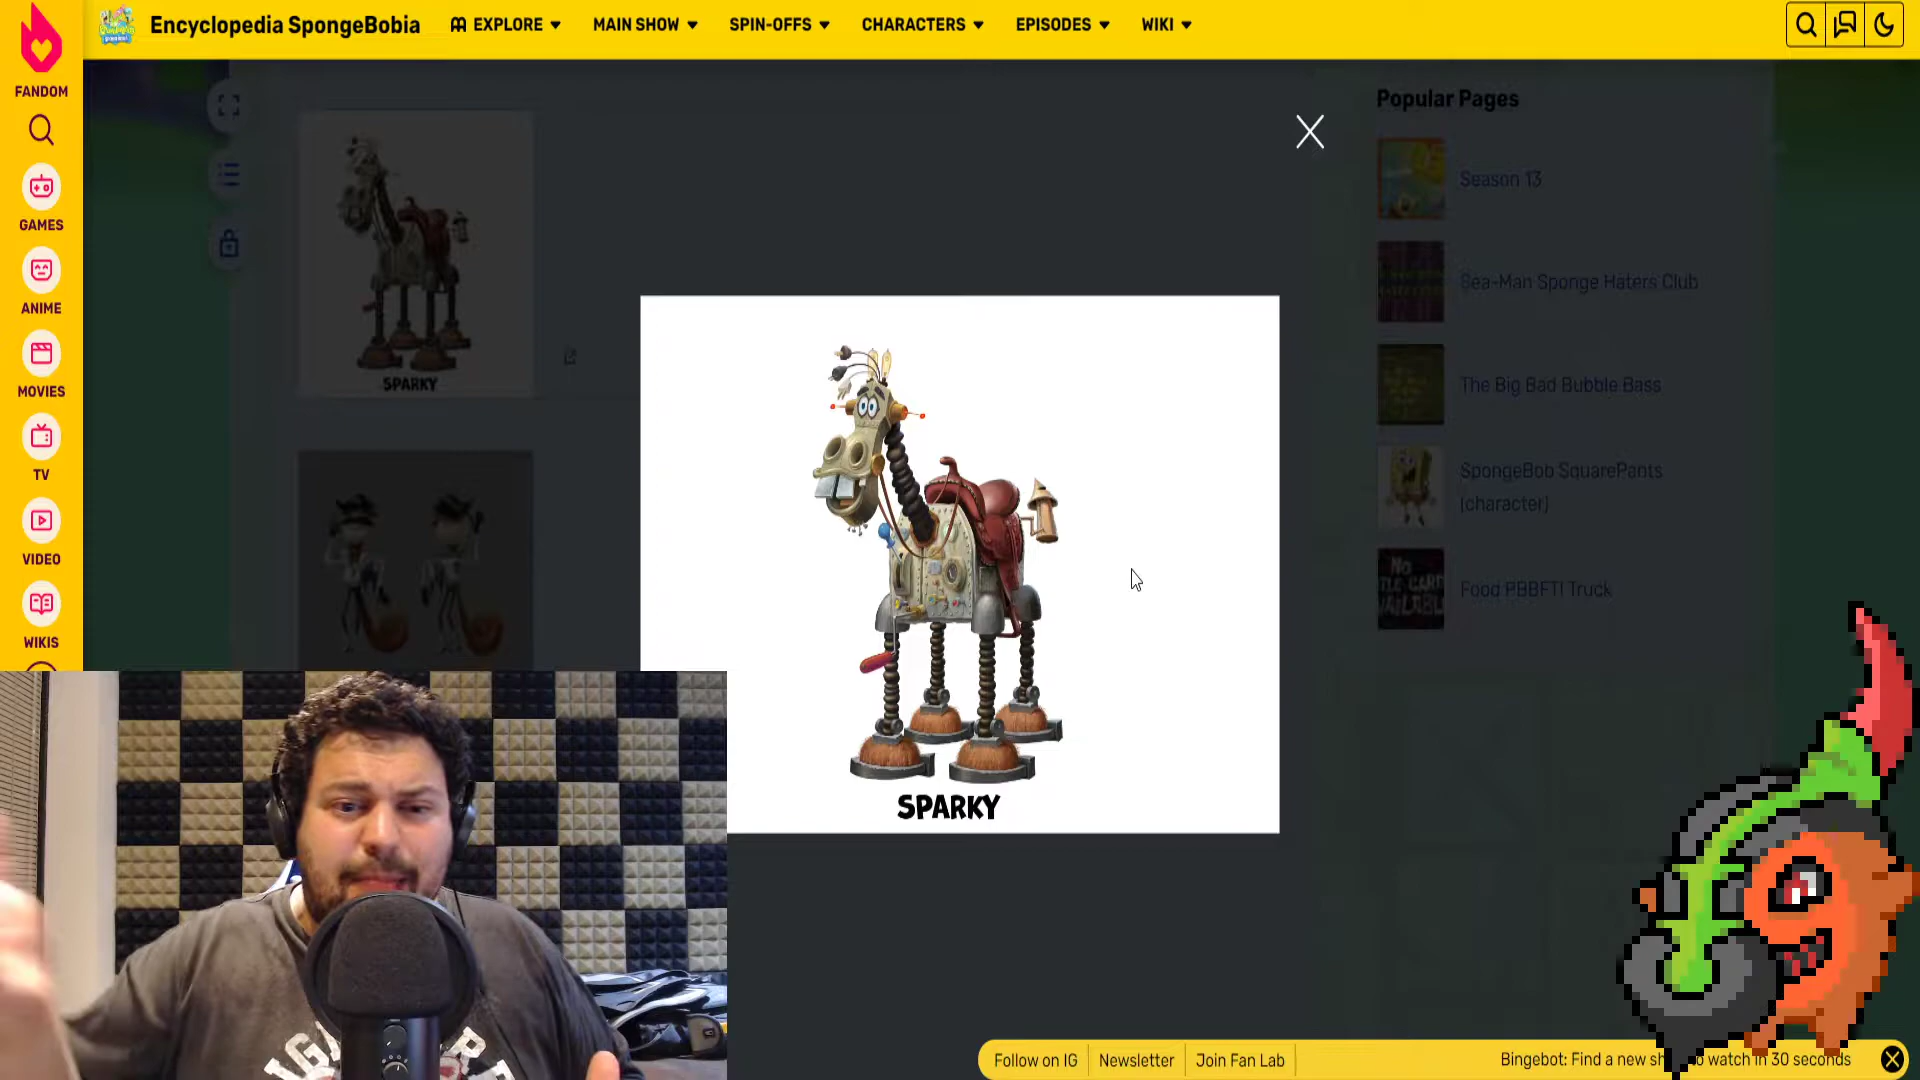 Encyclopedia SpongeBobia
EXPLORE
MAIN SHOW
SPIN-OFFS
CHARACTERS
EPISODES
WIKI
FANDOM
GAMES
ANIME
MOVIES
TV
VIDEO
WIKIS
SPARKY
SPARKY
Popular Pages
Season 13
Sea-Man Sponge Haters Club
The Big Bad Bubble Bass
SpongeBob SquarePants
(character)
Food PBBFT! Truck
Follow on IG
Newsletter
Join Fan Lab
Bingebot: Find a new to watch in 30 seconds